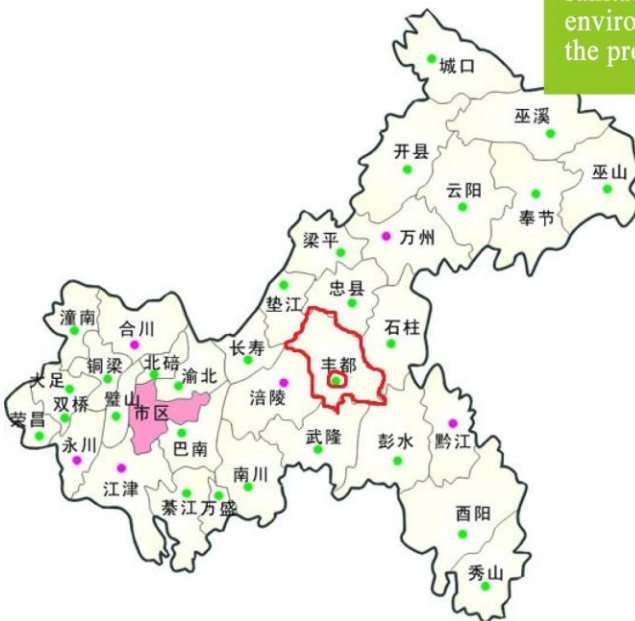 enviro
the pro
城口
巫溪
开县
巫山
云阳
奉节
万州
梁平
忠县
垫江
石柱
潼南
合川
长寿
丰都
铜梁
北碚
渝北
大足
涪陵
璧山
双桥
市区
荣昌
巴南
武隆
彭水
黔江
永川
江津
南川
綦江
万盛
酉阳
秀山